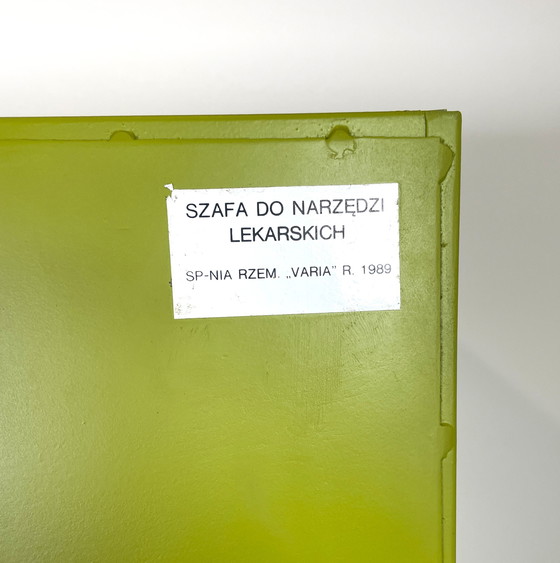 SZAFA DO NARZĘDZI
LEKARSKICH
SP-NIA RZEM. „VARIA” R. 1989